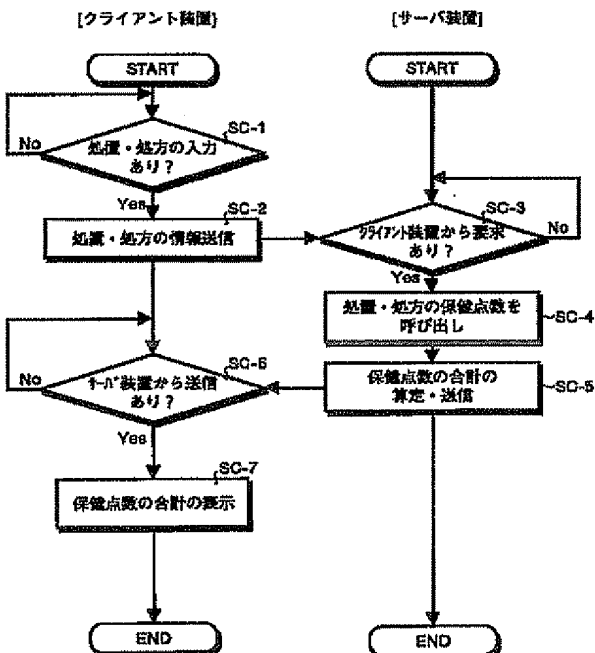 [クライアント装置]
START
SC-1
処置・処方の入力
あり？
No
Yes
SC-2
処置・処方の情報送信
SC-6
サーバ装置から送信
あり？
No
Yes
SC-7
保健点数の合計の表示
END
[サーバ装置]
START
SC-3
クライアント装置から要求
あり？
No
Yes
処置・処方の保健点数を
呼び出し
SC-4
保健点数の合計の
算定・送信
SC-5
END